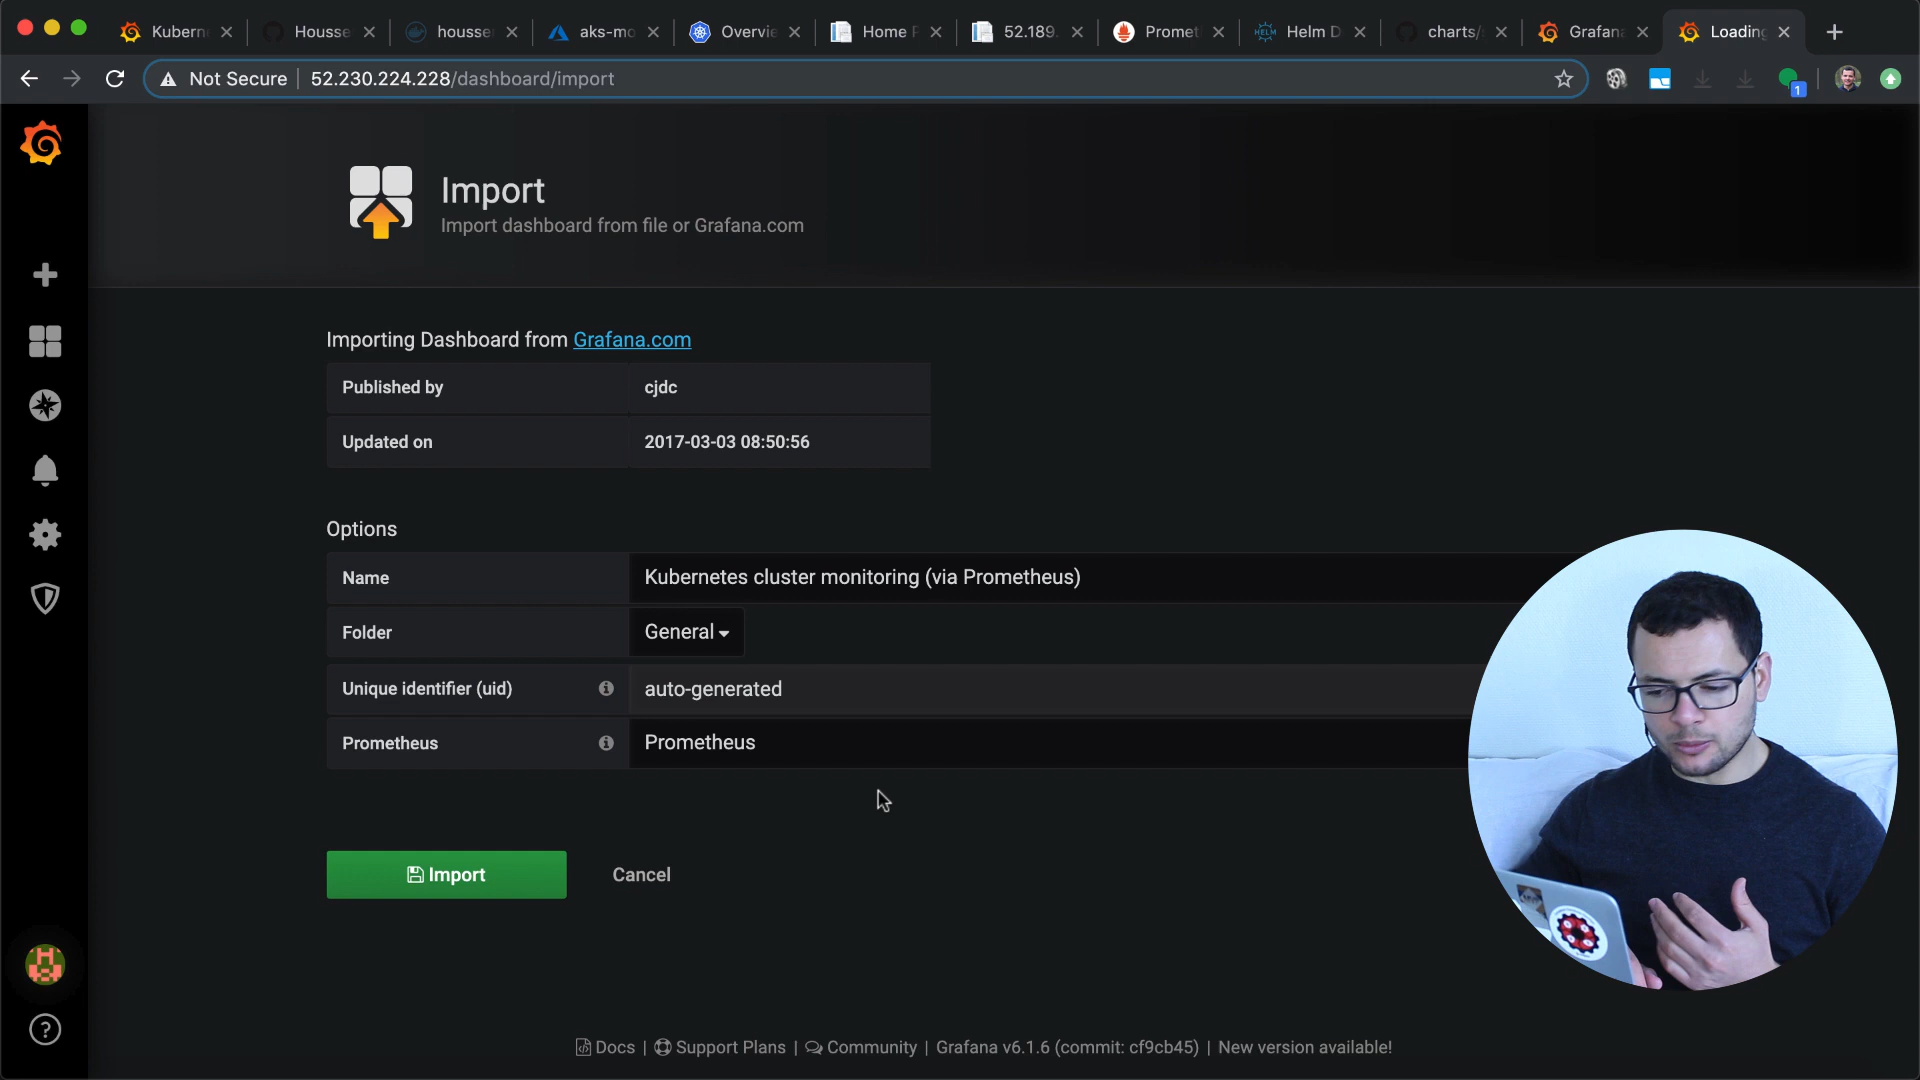 Kubern
Housse
housse
aks-mo
Overvie
Home P
52.189.
Promet
Helm D
charts/
Grafana
Loading
Not Secure
52.230.224.228/dashboard/import
1
Import
Import dashboard from file or Grafana.com
Importing Dashboard from Grafana.com
Published by cjdc
Updated on 2017-03-03 08:50:56
Options
Name Kubernetes cluster monitoring (via Prometheus)
Folder General
Unique identifier (uid) auto-generated
Prometheus Prometheus
Import Cancel
Docs | Support Plans | Community | Grafana v6.1.6 (commit: cf9cb45) | New version available!